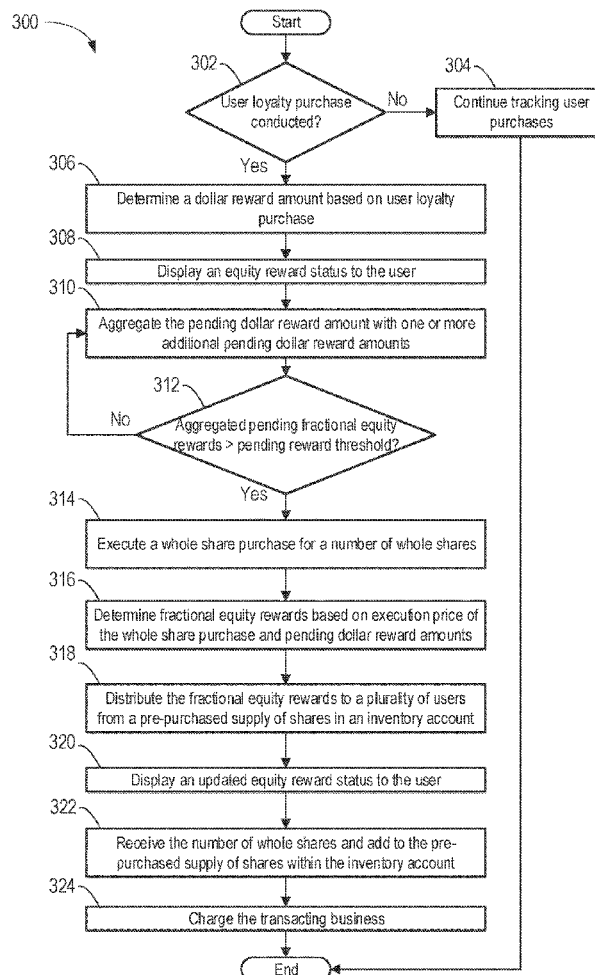 300
Start
302
User loyalty purchase
conducted?
No
304
Continue tracking user
purchases
Yes
306
Determine a dollar reward amount based on user loyalty
purchase
308
Display an equity reward status to the user
310
Aggregate the pending dollar reward amount with one or more
additional pending dollar reward amounts
312
No
Aggregated pending fractional equity
rewards > pending reward threshold?
Yes
314
Execute a whole share purchase for a number of whole shares
316
Determine fractional equity rewards based on execution price of
the whole share purchase and pending dollar reward amounts
318
Distribute the fractional equity rewards to a plurality of users
from a pre-purchased supply of shares in an inventory account
320
Display an updated equity reward status to the user
322
Receive the number of whole shares and add to the pre-
purchased supply of shares within the inventory account
324
Charge the transacting business
End